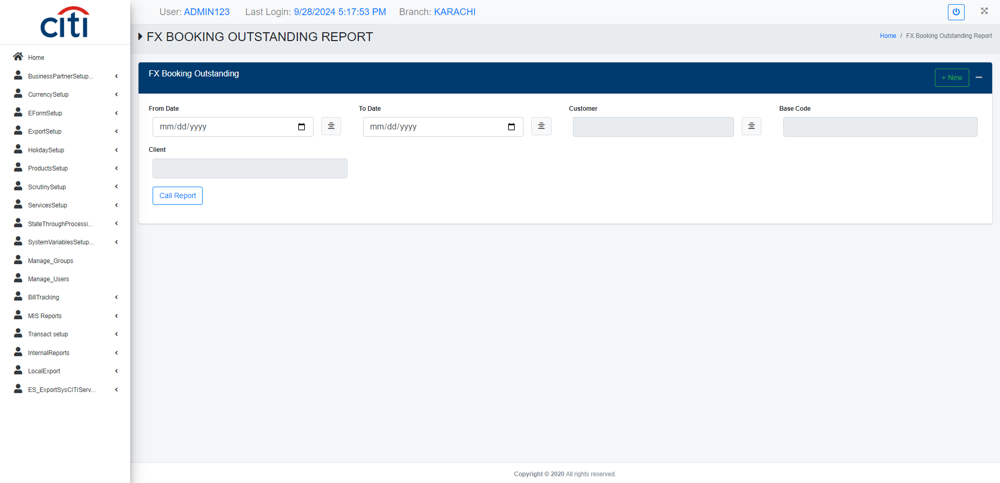 citi
User: ADMIN123 Last Login: 9/28/2024 5:17:53 PM Branch: KARACHI
FX BOOKING OUTSTANDING REPORT
Home / FX Booking Outstanding Report
Home
BusinessPartnerSetup...
CurrencySetup
EFormSetup
ExportSetup
HolidaySetup
ProductsSetup
ScrutinySetup
ServicesSetup
StateThroughProcessi...
SystemVariablesSetup...
Manage_Groups
Manage_Users
BillTracking
MIS Reports
Transact setup
InternalReports
LocalExport
ES_ExportSysCITIServ...
FX Booking Outstanding
+ New
From Date
mm/dd/yyyy
To Date
mm/dd/yyyy
Customer
Base Code
Client
Call Report
Copyright © 2020 All rights reserved.